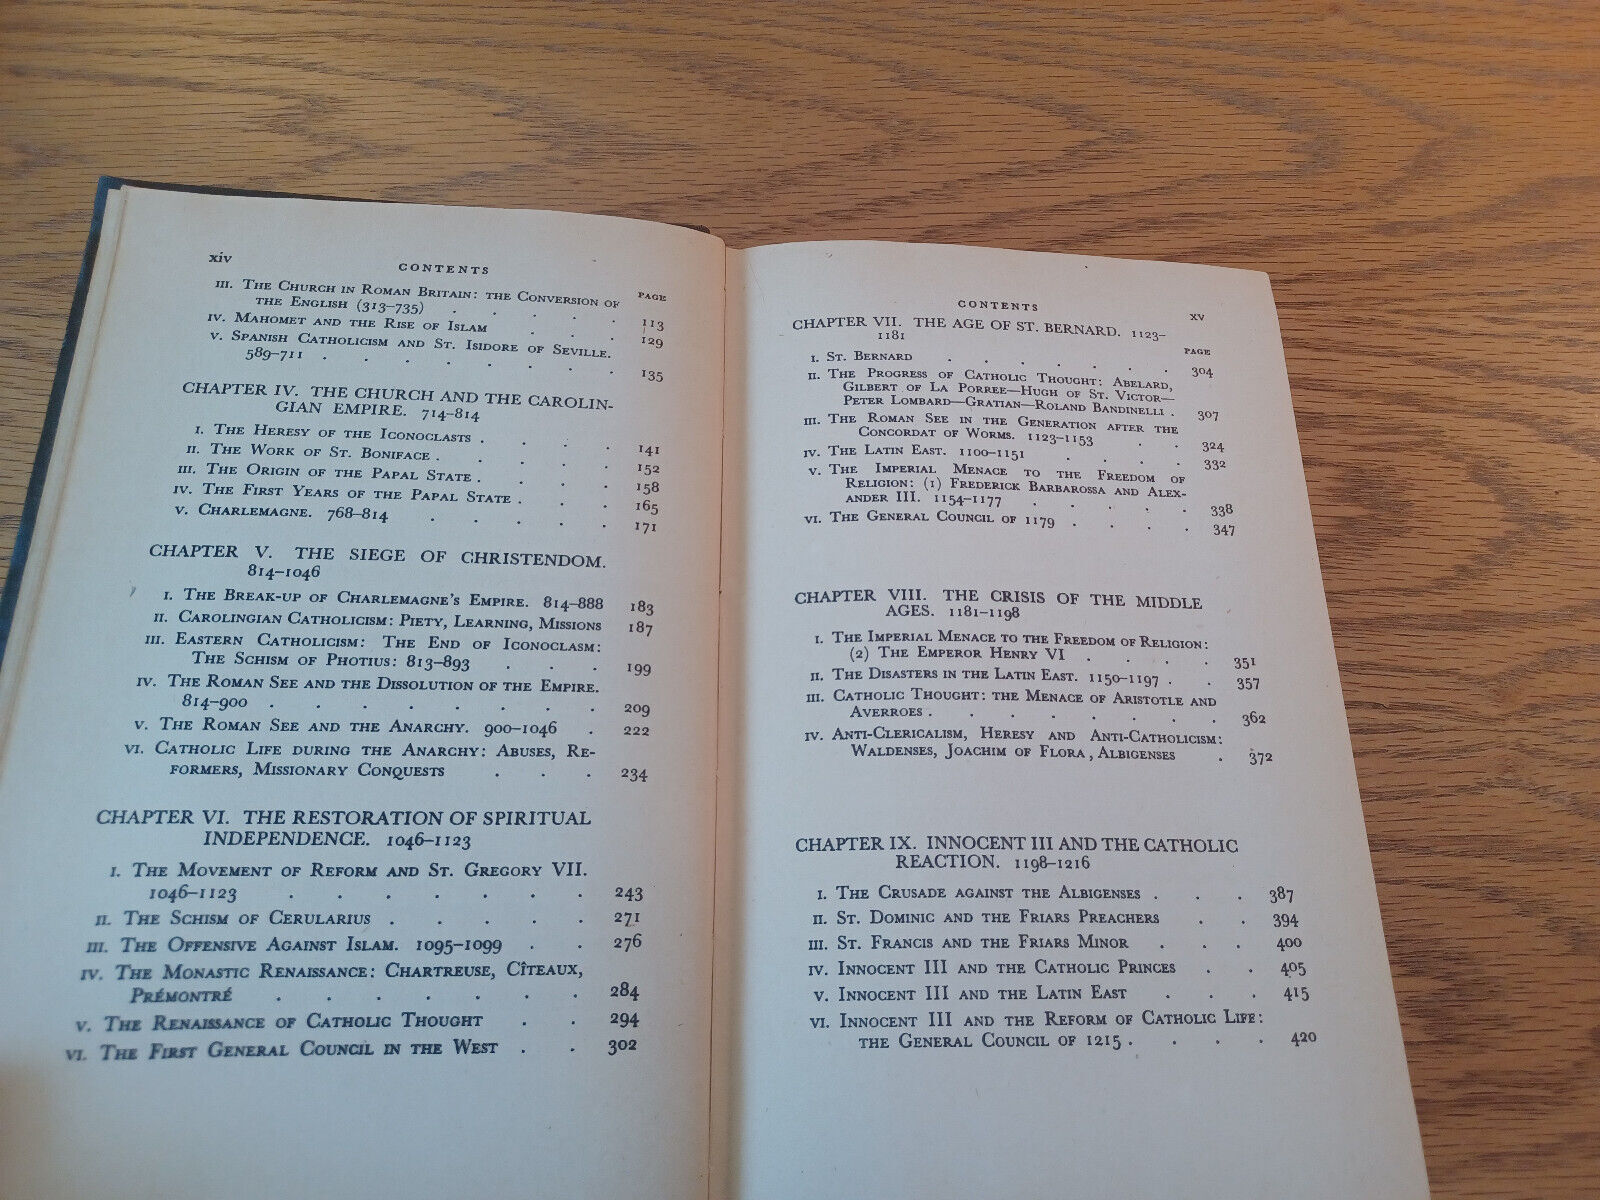 xiv
CONTENTS
PAGE
III. THE CHURCH IN ROMAN BRITAIN: THE CONVERSION OF
THE ENGLISH (313–735) . . . . . 113
IV. MAHOMET AND THE RISE OF ISLAM . . . 129
V. SPANISH CATHOLICISM AND ST. ISIDORE OF SEVILLE.
589–711 . . . . . . . 135
CHAPTER IV. THE CHURCH AND THE CAROLIN-
GIAN EMPIRE. 714–814
I. THE HERESY OF THE ICONOCLASTS . . . . 141
II. THE WORK OF ST. BONIFACE . . . . . 152
III. THE ORIGIN OF THE PAPAL STATE . . . . 158
IV. THE FIRST YEARS OF THE PAPAL STATE . . . 165
V. CHARLEMAGNE. 768–814 . . . . . 171
CHAPTER V. THE SIEGE OF CHRISTENDOM.
814–1046
I. THE BREAK-UP OF CHARLEMAGNE'S EMPIRE. 814–888 183
II. CAROLINGIAN CATHOLICISM: PIETY, LEARNING, MISSIONS 187
III. EASTERN CATHOLICISM: THE END OF ICONOCLASM:
THE SCHISM OF PHOTIUS: 813–893 . . . 199
IV. THE ROMAN SEE AND THE DISSOLUTION OF THE EMPIRE.
814–900 . . . . . . . . 209
V. THE ROMAN SEE AND THE ANARCHY. 900–1046 . 222
VI. CATHOLIC LIFE DURING THE ANARCHY: ABUSES, RE-
FORMERS, MISSIONARY CONQUESTS . . . 234
CHAPTER VI. THE RESTORATION OF SPIRITUAL
INDEPENDENCE. 1046–1123
I. THE MOVEMENT OF REFORM AND ST. GREGORY VII.
1046–1123 . . . . . . . 243
II. THE SCHISM OF CERULARIUS . . . . . 271
III. THE OFFENSIVE AGAINST ISLAM. 1095–1099 . . 276
IV. THE MONASTIC RENAISSANCE: CHARTREUSE, CÎTEAUX,
PRÉMONTRÉ . . . . . . . 284
V. THE RENAISSANCE OF CATHOLIC THOUGHT . . 294
VI. THE FIRST GENERAL COUNCIL IN THE WEST . . 302
CONTENTS
xv
CHAPTER VII. THE AGE OF ST. BERNARD. 1123–
1181
PAGE
I. ST. BERNARD . . . . . . 304
II. THE PROGRESS OF CATHOLIC THOUGHT: ABELARD,
GILBERT OF LA PORREE—HUGH OF ST. VICTOR—
PETER LOMBARD—GRATIAN—ROLAND BANDINELLI . 307
III. THE ROMAN SEE IN THE GENERATION AFTER THE
CONCORDAT OF WORMS. 1123–1153 . . 324
IV. THE LATIN EAST. 1100–1151 . . . . 332
V. THE IMPERIAL MENACE TO THE FREEDOM OF
RELIGION: (1) FREDERICK BARBAROSSA AND ALEX-
ANDER III. 1154–1177 . . . . . 338
VI. THE GENERAL COUNCIL OF 1179 . . . . 347
CHAPTER VIII. THE CRISIS OF THE MIDDLE
AGES. 1181–1198
I. THE IMPERIAL MENACE TO THE FREEDOM OF RELIGION:
(2) THE EMPEROR HENRY VI . . . . 351
II. THE DISASTERS IN THE LATIN EAST. 1150–1197 . . 357
III. CATHOLIC THOUGHT: THE MENACE OF ARISTOTLE AND
AVERROES . . . . . . . . 362
IV. ANTI-CLERICALISM, HERESY AND ANTI-CATHOLICISM:
WALDENSES, JOACHIM OF FLORA, ALBIGENSES . 372
CHAPTER IX. INNOCENT III AND THE CATHOLIC
REACTION. 1198–1216
I. THE CRUSADE AGAINST THE ALBIGENSES . . . 387
II. ST. DOMINIC AND THE FRIARS PREACHERS . . 394
III. ST. FRANCIS AND THE FRIARS MINOR . . . 400
IV. INNOCENT III AND THE CATHOLIC PRINCES . . 405
V. INNOCENT III AND THE LATIN EAST . . . 415
VI. INNOCENT III AND THE REFORM OF CATHOLIC LIFE:
THE GENERAL COUNCIL OF 1215 . . . . 420